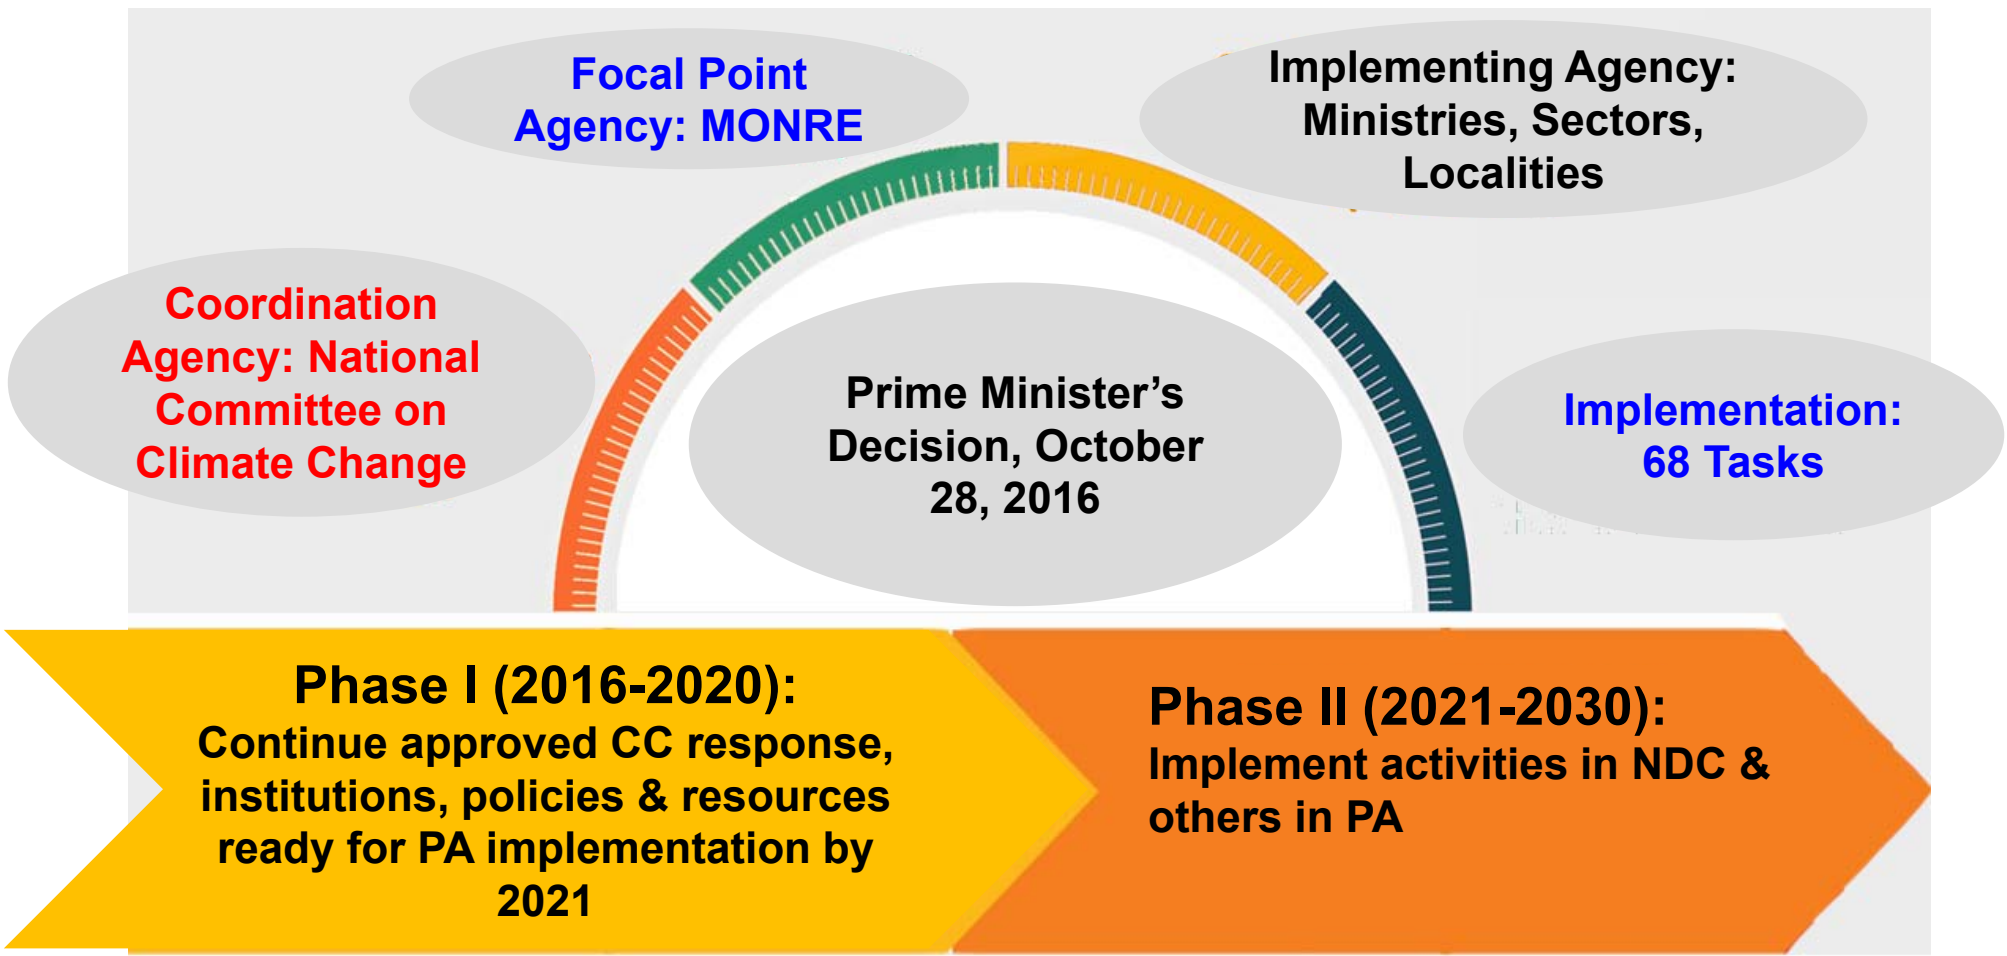 Focal Point
Agency: MONRE
Implementing Agency:
Ministries, Sectors,
Localities
Coordination
Agency: National
Committee on
Climate Change
Prime Minister’s
Decision, October
28, 2016
Implementation:
68 Tasks
Phase I (2016-2020):
Continue approved CC response,
institutions, policies & resources
ready for PA implementation by
2021
Phase II (2021-2030):
Implement activities in NDC &
others in PA